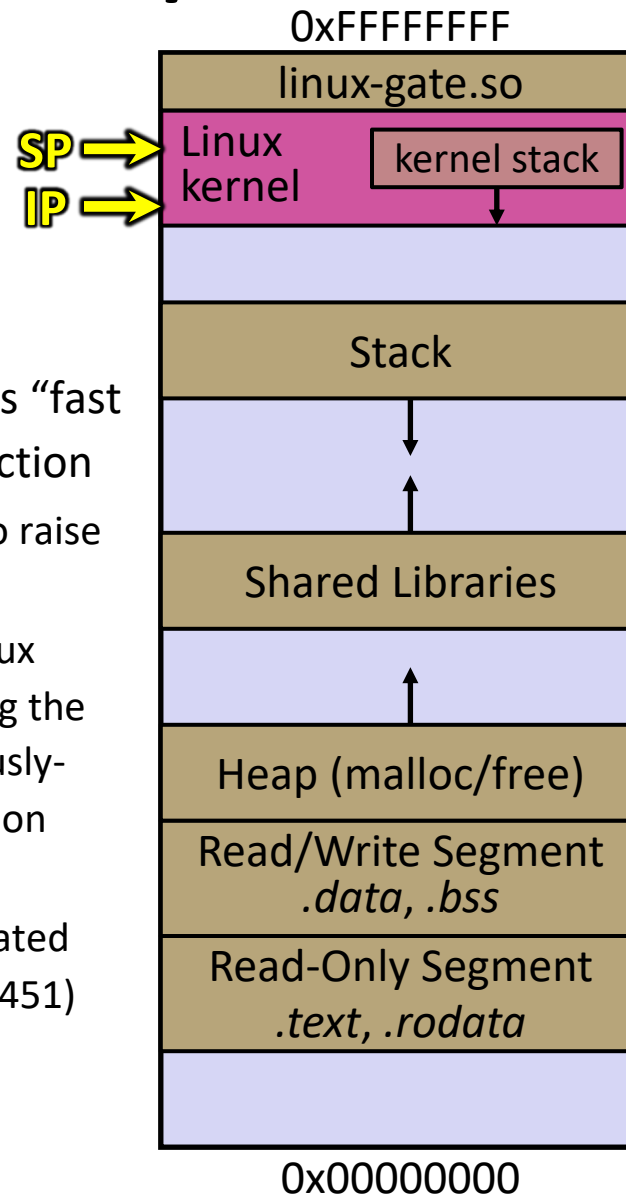 0xFFFFFFFF
linux-gate.so
SP
Linux
kernel
kernel stack
IP
Stack
s “fast
ction
o raise
Shared Libraries
ux
g the
usly-
on
Heap (malloc/free)
Read/Write Segment
.data, .bss
ated
451)
Read-Only Segment
.text, .rodata
0x00000000